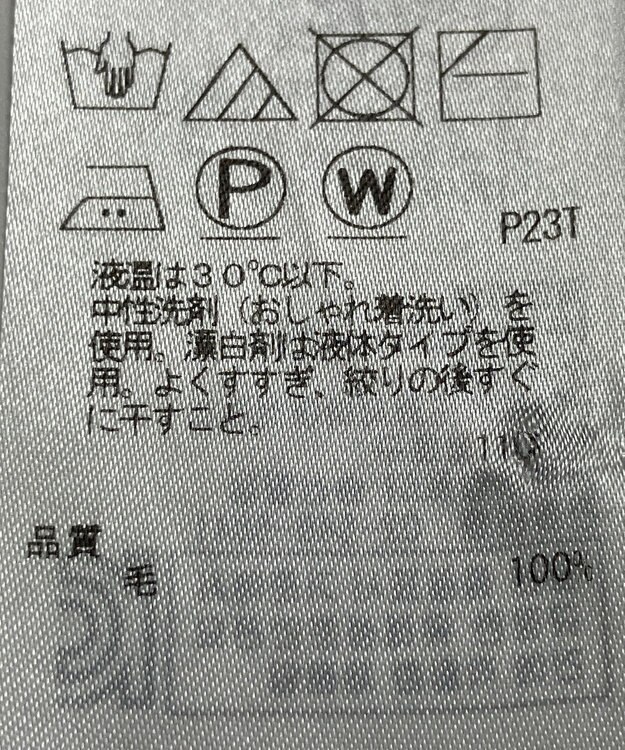 P W
P23T
液温は30℃以下。
中性洗剤（おしゃれ着洗い）を
使用。漂白剤は液体タイプを使
用。よくすすぎ、絞りの後すぐ
に干すこと。
110
品質
毛 100%